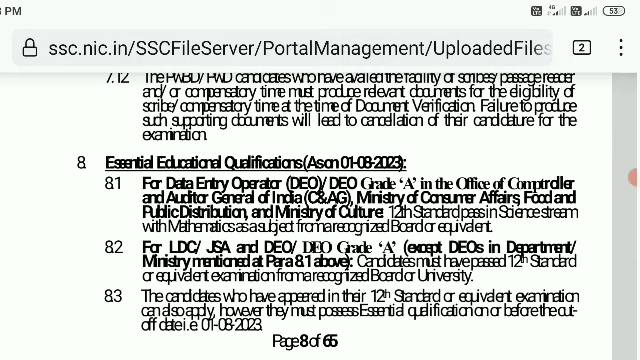 3 PM 4G 53
ssc.nic.in/SSCFileServer/PortalManagement/UploadedFiles 2
7.12 The PwBD/PwD candidates who have availed the facility of scribes/passage reader
and/or compensatory time must produce relevant documents for the eligibility of
scribe/compensatory time at the time of Document Verification. Failure to produce
such supporting documents will lead to cancellation of their candidature for the
examination.
8. Essential Educational Qualifications (As on 01-08-2023):
8.1 For Data Entry Operator (DEO)/ DEO Grade ‘A’ in the Office of Comptroller
and Auditor General of India (C&AG), Ministry of Consumer Affairs, Food and
Public Distribution, and Ministry of Culture: 12th Standard pass in Science stream
with Mathematics as a subject from a recognized Board or equivalent.
8.2 For LDC/ JSA and DEO/ DEO Grade ‘A’ (except DEOs in Department/
Ministry mentioned at Para 8.1 above): Candidates must have passed 12th Standard
or equivalent examination from a recognized Board or University.
8.3 The candidates who have appeared in their 12th Standard or equivalent examination
can also apply, however they must possess Essential qualification on or before the cut-
off date i.e. 01-08-2023.
Page 8 of 65